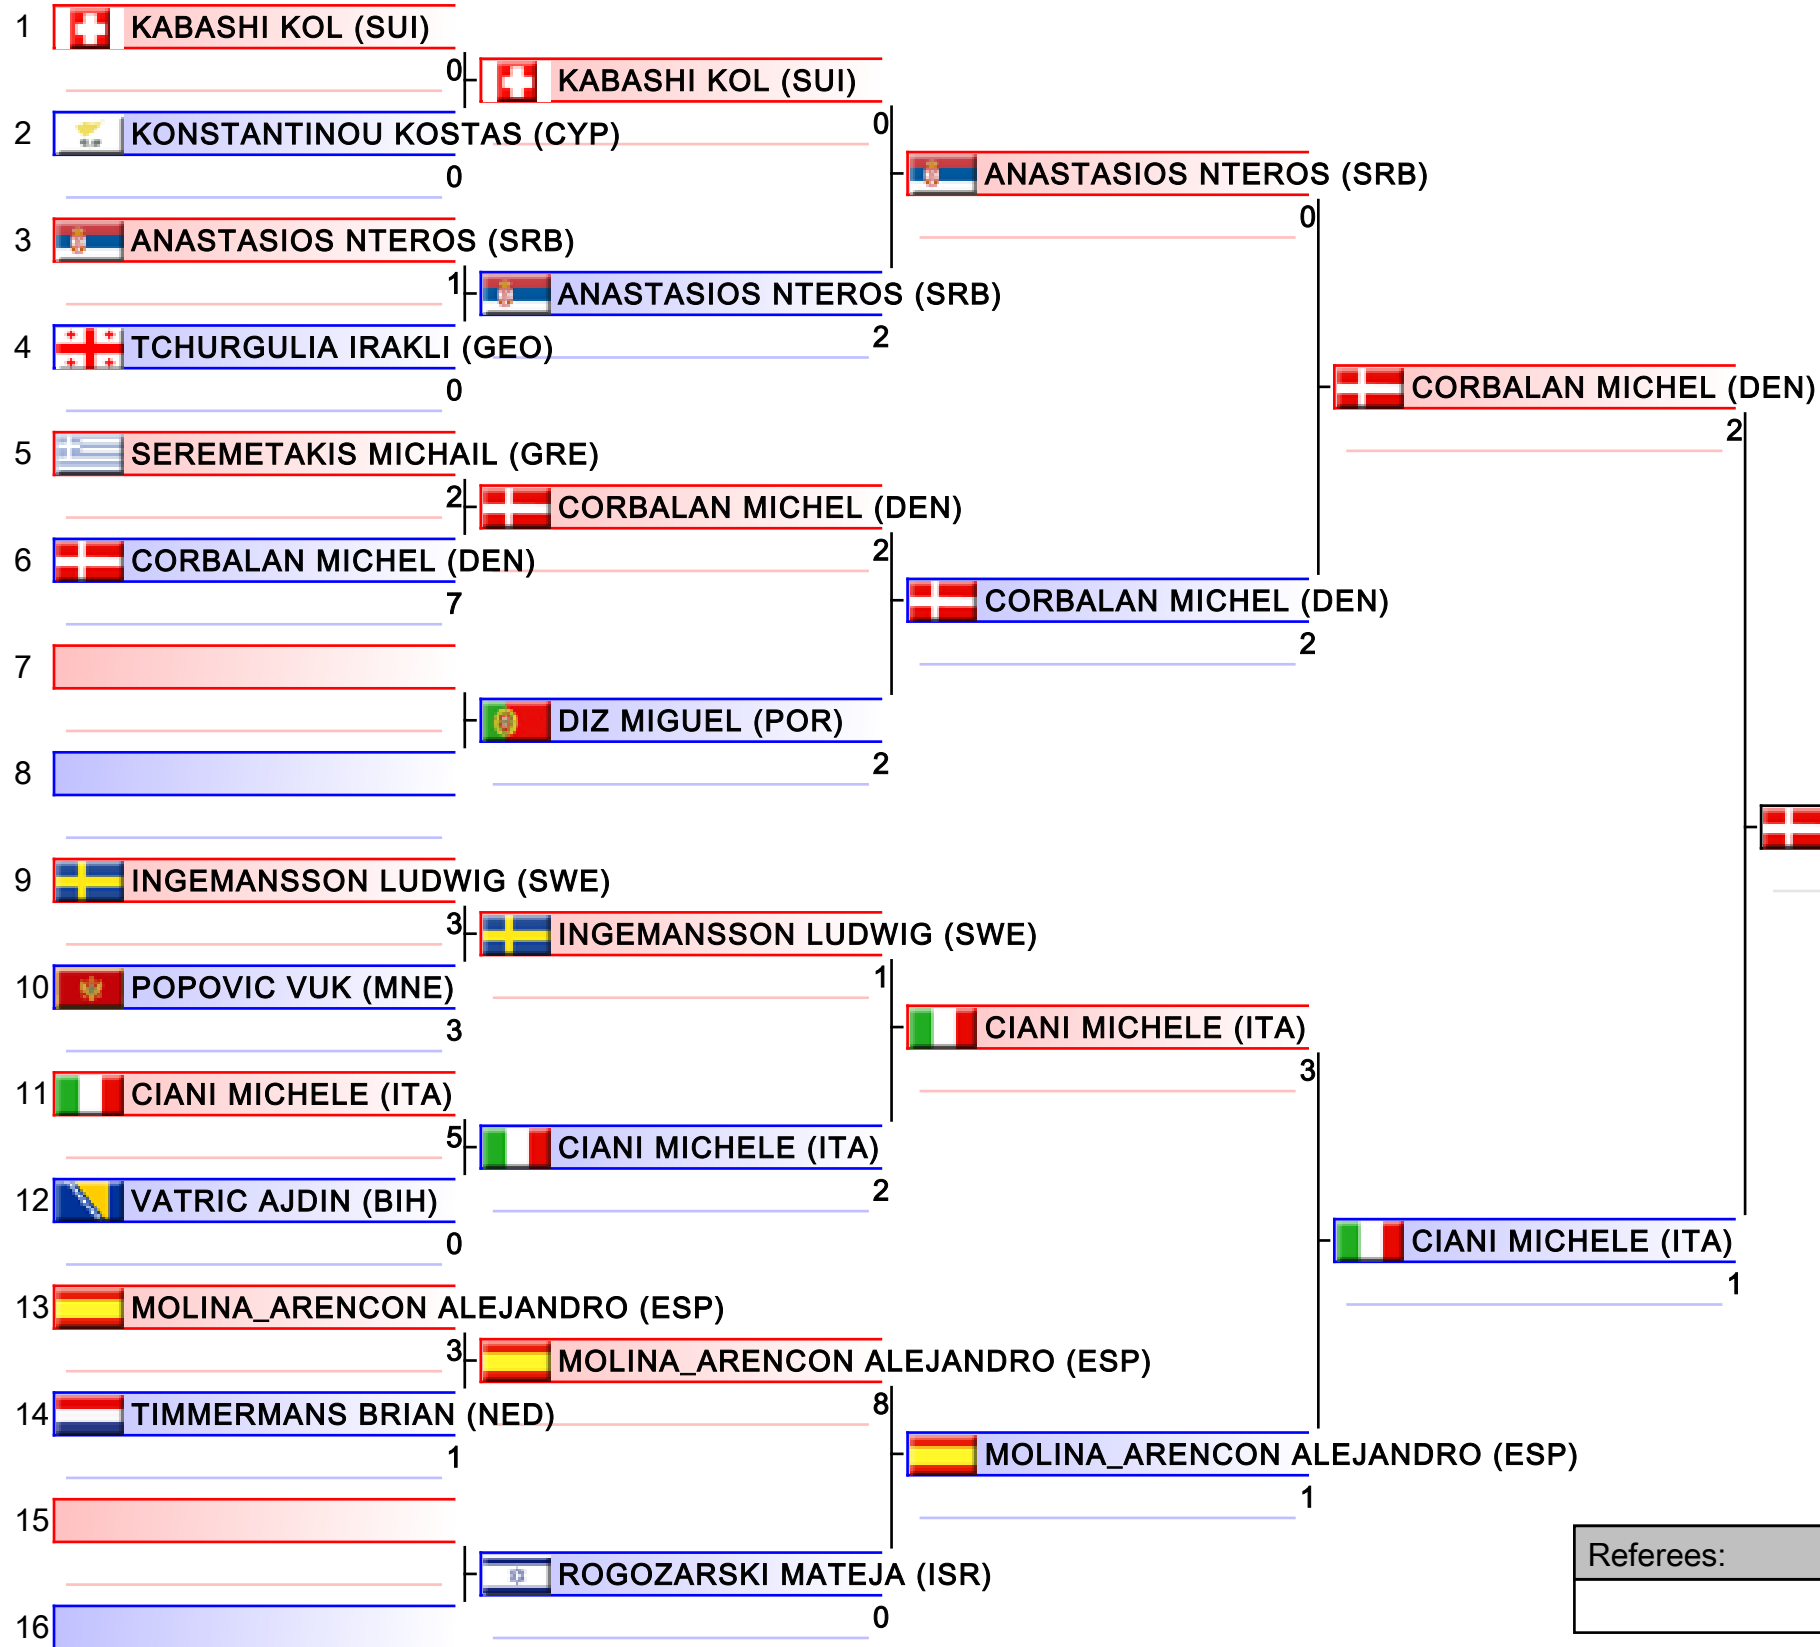 1 KABASHI KOL (SUI)
0
KABASHI KOL (SUI)
0
2 KONSTANTINOU KOSTAS (CYP)
0
ANASTASIOS NTEROS (SRB)
0
3 ANASTASIOS NTEROS (SRB)
1
ANASTASIOS NTEROS (SRB)
2
4 TCHURGULIA IRAKLI (GEO)
0
CORBALAN MICHEL (DEN)
2
5 SEREMETAKIS MICHAIL (GRE)
2
CORBALAN MICHEL (DEN)
2
6 CORBALAN MICHEL (DEN)
7
CORBALAN MICHEL (DEN)
2
7
DIZ MIGUEL (POR)
2
8
9 INGEMANSSON LUDWIG (SWE)
3
INGEMANSSON LUDWIG (SWE)
1
10 POPOVIC VUK (MNE)
3
CIANI MICHELE (ITA)
3
11 CIANI MICHELE (ITA)
5
CIANI MICHELE (ITA)
2
12 VATRIC AJDIN (BIH)
0
CIANI MICHELE (ITA)
1
13 MOLINA_ARENCON ALEJANDRO (ESP)
3
MOLINA_ARENCON ALEJANDRO (ESP)
8
14 TIMMERMANS BRIAN (NED)
1
MOLINA_ARENCON ALEJANDRO (ESP)
1
15
ROGOZARSKI MATEJA (ISR)
0
16
Referees: